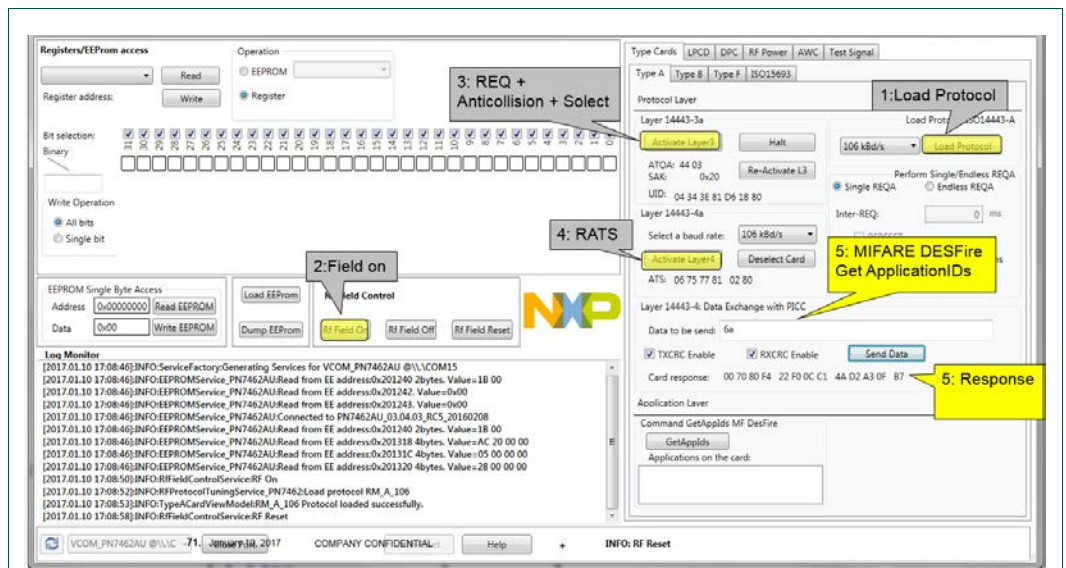 Registers/EEProm access
Read
Register address:
Write
Operation
EEPROM
Register
Bit selection:
31 30 29 28 27 26 25 24 23 22 21 20 19 18 17 16 15 14 13 12 11 10 9 8 7 6 5 4 3 2 1 0
Binary
Write Operation
All bits
Single bit
3: REQ +
Anticollision + Solect
2:Field on
4: RATS
EEPROM Single Byte Access
Address 0x00000000 Read EEPROM
Data 0x00 Write EEPROM
Load EEProm
Dump EEProm
Field Control
Rf Field On
Rf Field Off
Rf Field Reset
NXP
Log Monitor
[2017.01.10 17:08:46]:INFO:ServiceFactory:Generating Services for VCOM_PN7462AU @\\.\COM15
[2017.01.10 17:08:46]:INFO:EEPROMService_PN7462AU:Read from EE address:0x201240 2bytes. Value=1B 00
[2017.01.10 17:08:46]:INFO:EEPROMService_PN7462AU:Read from EE address:0x201242. Value=0x00
[2017.01.10 17:08:46]:INFO:EEPROMService_PN7462AU:Read from EE address:0x201243. Value=0x00
[2017.01.10 17:08:46]:INFO:EEPROMService_PN7462AU:Connected to PN7462AU_03.04.03_RC5_20160208
[2017.01.10 17:08:46]:INFO:EEPROMService_PN7462AU:Read from EE address:0x201240 2bytes. Value=1B 00
[2017.01.10 17:08:46]:INFO:EEPROMService_PN7462AU:Read from EE address:0x201318 4bytes. Value=AC 20 00 00
[2017.01.10 17:08:46]:INFO:EEPROMService_PN7462AU:Read from EE address:0x20131C 4bytes. Value=05 00 00 00
[2017.01.10 17:08:46]:INFO:EEPROMService_PN7462AU:Read from EE address:0x201320 4bytes. Value=28 00 00 00
[2017.01.10 17:08:50]:INFO:RfFieldControlService:RF On
[2017.01.10 17:08:52]:INFO:RFProtocolTuningService_PN7462:Load protocol RM_A_106
[2017.01.10 17:08:53]:INFO:TypeACardViewModel:RM_A_106 Protocol loaded successfully.
[2017.01.10 17:08:58]:INFO:RfFieldControlService:RF Reset
Type Cards LPCD DPC RF Power AWC Test Signal
Type A Type B Type F ISO15693
Protocol Layer
1:Load Protocol
Layer 14443-3a
Activate Layer3
Halt
ATQA: 44 03
SAK: 0x20
Re-Activate L3
UID: 04 34 3E 81 D6 1B 80
106 kBd/s
Load Protocol
Perform Single/Endless REQA
Single REQA
Endless REQA
Inter-REQ: 0 ms
Layer 14443-4a
Select a baud rate: 106 kBd/s
Activate Layer4
Deselect Card
ATS: 06 75 77 81 02 80
5: MIFARE DESFire
Get ApplicationIDs
Layer 14443-4: Data Exchange with PICC
Data to be send: 6a
TXCRC Enable
RXCRC Enable
Send Data
Card response: 00 70 80 F4 22 F0 0C C1 4A D2 A3 0F B7
5: Response
Application Layer
Command GetAppIds MF DesFire
GetAppIds
Applications on the card:
VCOM_PN7462AU @\\.\C
71.
January 10, 2017
COMPANY CONFIDENTIAL
Help
+
INFO: RF Reset